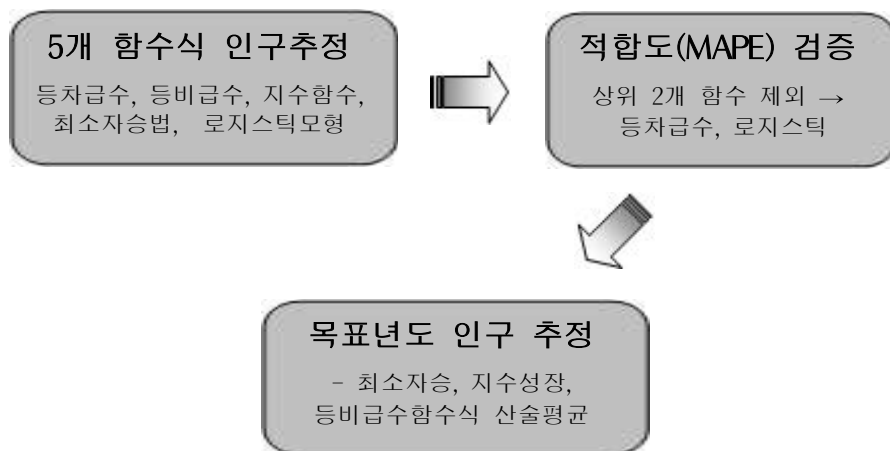 5개 함수식 인구추정
등차급수, 등비급수, 지수함수,
최소자승법, 로지스틱모형
적합도(MAPE) 검증
상위 2개 함수 제외 →
등차급수, 로지스틱
목표년도 인구 추정
- 최소자승, 지수성장,
등비급수함수식 산술평균